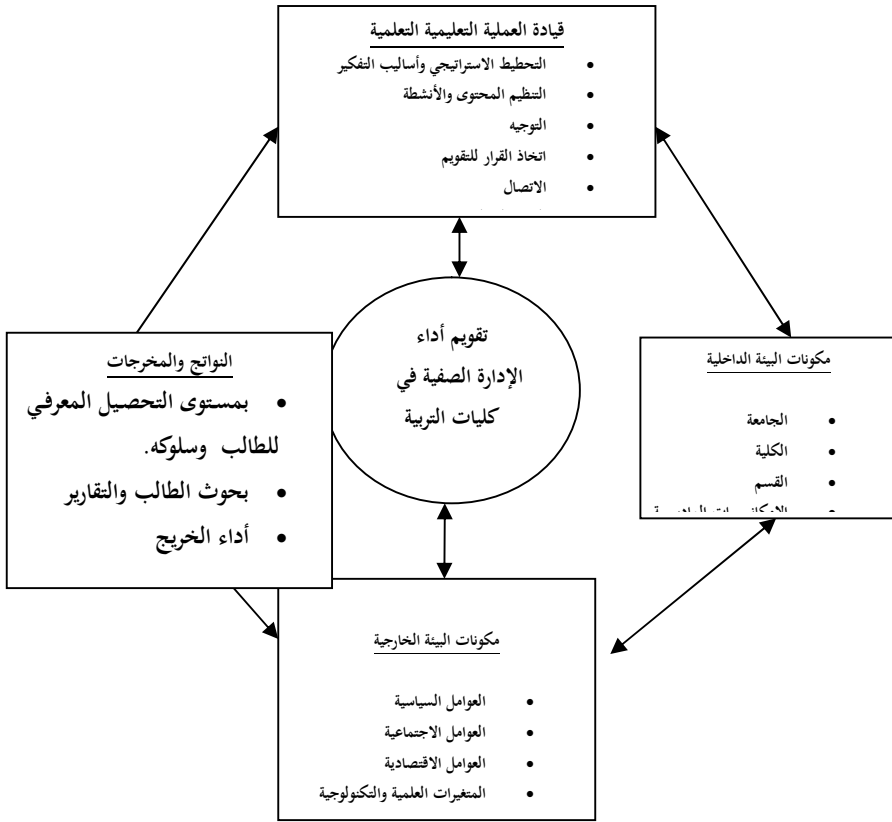 قيادة العملية التعليمية التعلمية
• التحطيط الاستراتيجي وأساليب التفكير
• التنظيم المحتوى والأنشطة
• التوجيه
• اتخاذ القرار للتقويم
• الاتصال
تقويم أداء
الإدارة الصفية في
كليات التربية
مكونات البيئة الداخلية
• الجامعة
• الكلية
• القسم
النواتج والمخرجات
• بمستوى التحصيل المعرفي
للطالب وسلوكه.
• بحوث الطالب والتقارير
• أداء الخريج
مكونات البيئة الخارجية
• العوامل السياسية
• العوامل الاجتماعية
• العوامل الاقتصادية
• المتغيرات العلمية والتكنولوجية